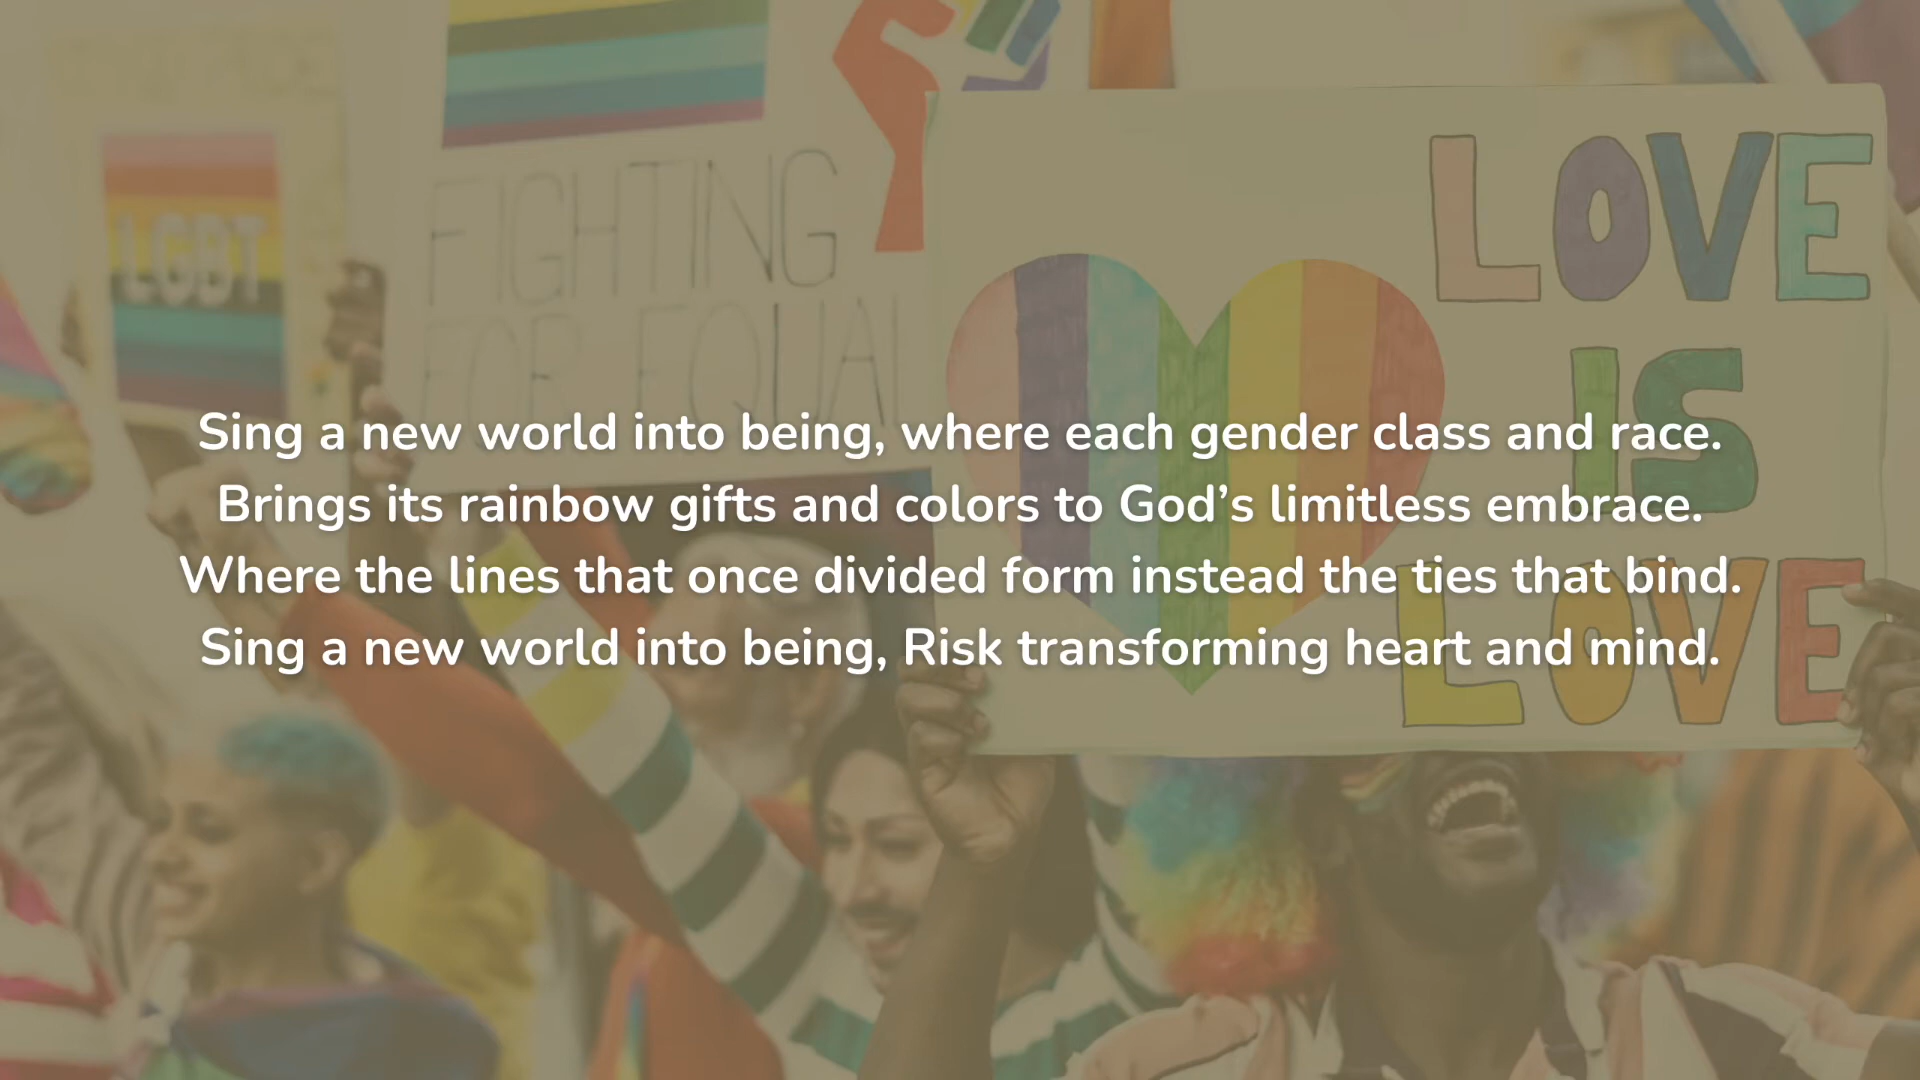 LGBT
FIGHTING
FOR EQUAL
LOVE
IS
LOVE
Sing a new world into being, where each gender class and race.
Brings its rainbow gifts and colors to God’s limitless embrace.
Where the lines that once divided form instead the ties that bind.
Sing a new world into being, Risk transforming heart and mind.